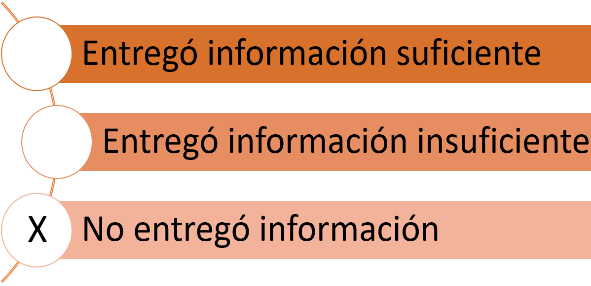 Entregó información suficiente
Entregó información insuficiente
X No entregó información